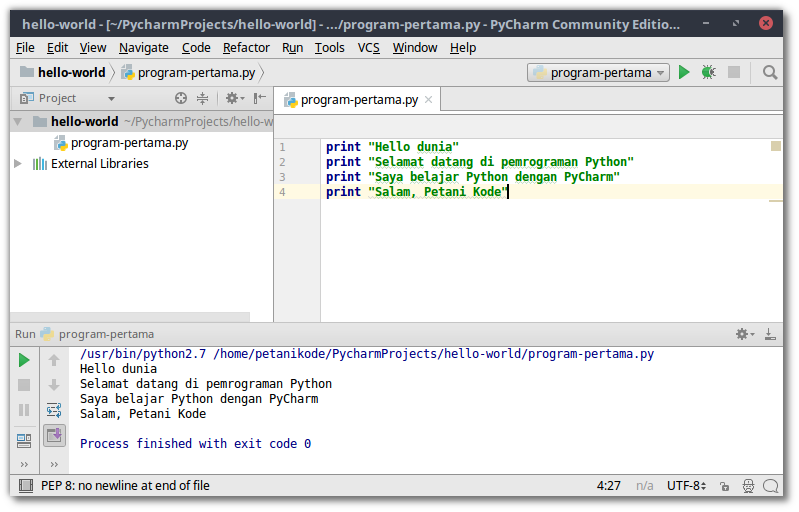 hello-world - [~/PycharmProjects/hello-world] - .../program-pertama.py - PyCharm Community Editio...
File Edit View Navigate Code Refactor Run Tools VCS Window Help
hello-world program-pertama.py program-pertama
Project program-pertama.py
hello-world ~/PycharmProjects/hello-w
program-pertama.py
External Libraries
1 print "Hello dunia"
2 print "Selamat datang di pemrograman Python"
3 print "Saya belajar Python dengan PyCharm"
4 print "Salam, Petani Kode"
Run program-pertama
/usr/bin/python2.7 /home/petanikode/PycharmProjects/hello-world/program-pertama.py
Hello dunia
Selamat datang di pemrograman Python
Saya belajar Python dengan PyCharm
Salam, Petani Kode
Process finished with exit code 0
PEP 8: no newline at end of file 4:27 n/a UTF-8